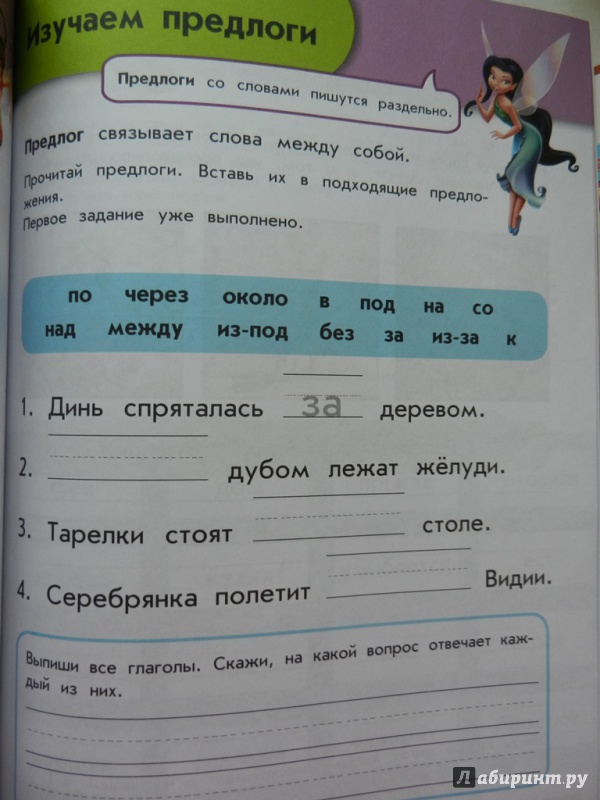 Изучаем предлоги
Предлоги со словами пишутся раздельно.
Предлог связывает слова между собой.
Прочитай предлоги. Вставь их в подходящие предло-
жения.
Первое задание уже выполнено.
по через около в под на со
над между из-под без за из-за к
1. Динь спряталась за деревом.
2. дубом лежат жёлуди.
3. Тарелки стоят столе.
4. Серебрянка полетит Видии.
Выпиши все глаголы. Скажи, на какой вопрос отвечает каж-
дый из них.
Лабиринт.ру